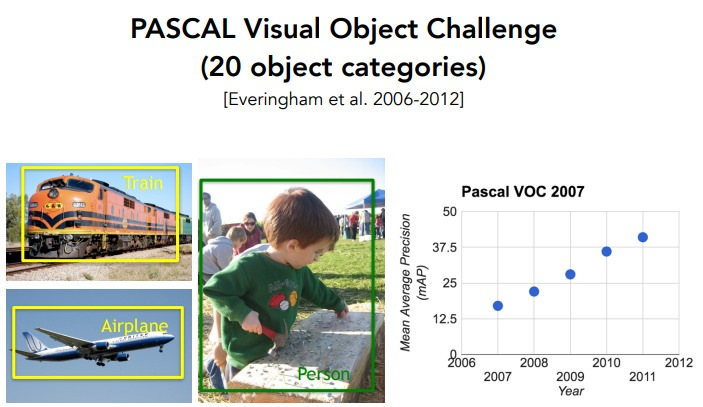 PASCAL Visual Object Challenge
(20 object categories)
[Everingham et al. 2006-2012]
Train
Airplane
Person
Pascal VOC 2007
Mean Average Precision
(mAP)
50
37.5
25
12.5
0
2006
2007
2008
2009
2010
2011
2012
Year